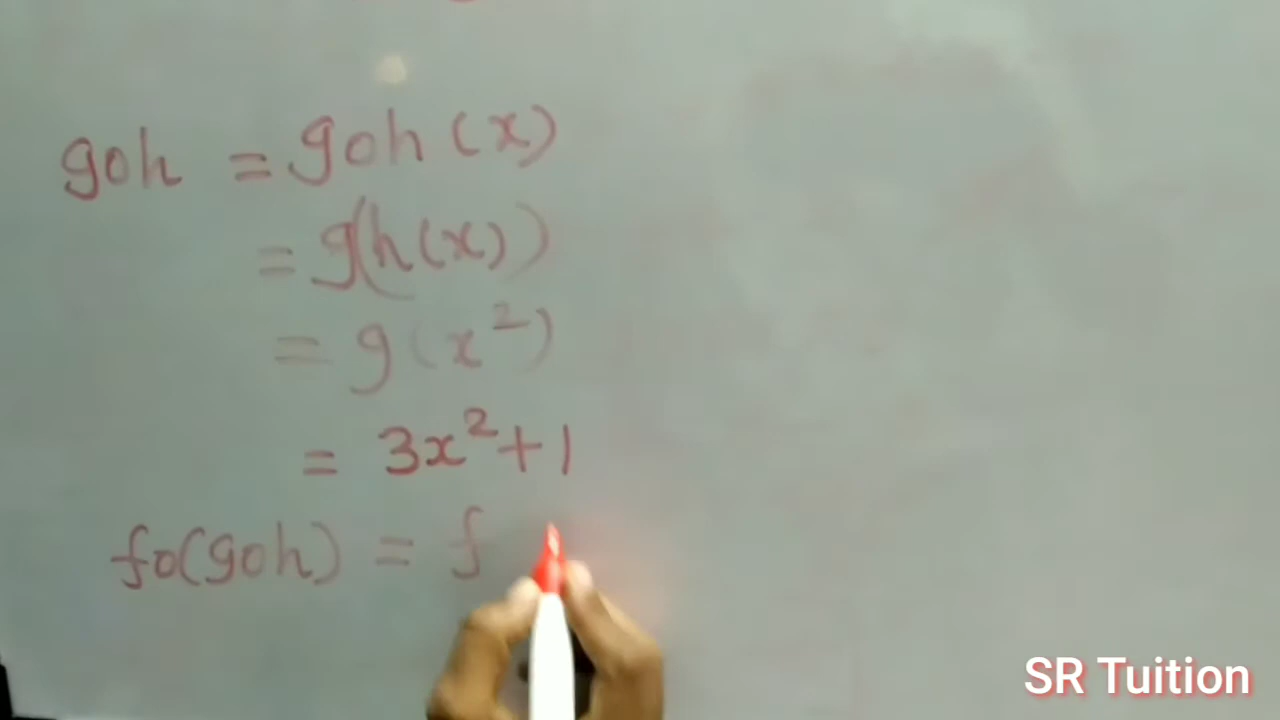 goh = goh (x)
= g(h(x))
= g(x²)
= 3x²+1
fo(goh) = f
SR Tuition